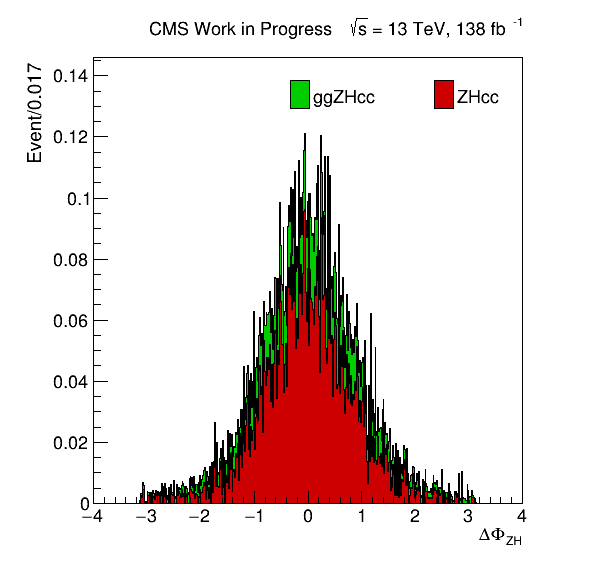 CMS Work in Progress √s = 13 TeV, 138 fb⁻¹
Event/0.017
ggZHcc ZHcc
0.14
0.12
0.1
0.08
0.06
0.04
0.02
0
−4 −3 −2 −1 0 1 2 3 4
ΔΦ_ZH